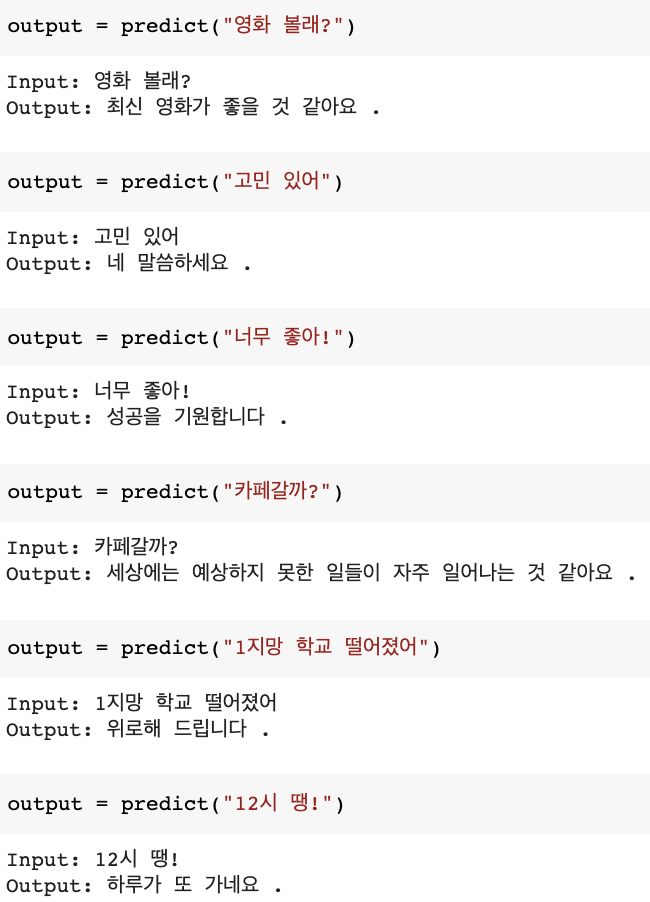 output = predict("영화 볼래?")
Input: 영화 볼래?
Output: 최신 영화가 좋을 것 같아요 .
output = predict("고민 있어")
Input: 고민 있어
Output: 네 말씀하세요 .
output = predict("너무 좋아!")
Input: 너무 좋아!
Output: 성공을 기원합니다 .
output = predict("카페갈까?")
Input: 카페갈까?
Output: 세상에는 예상하지 못한 일들이 자주 일어나는 것 같아요 .
output = predict("1지망 학교 떨어졌어")
Input: 1지망 학교 떨어졌어
Output: 위로해 드립니다 .
output = predict("12시 땡!")
Input: 12시 땡!
Output: 하루가 또 가네요 .